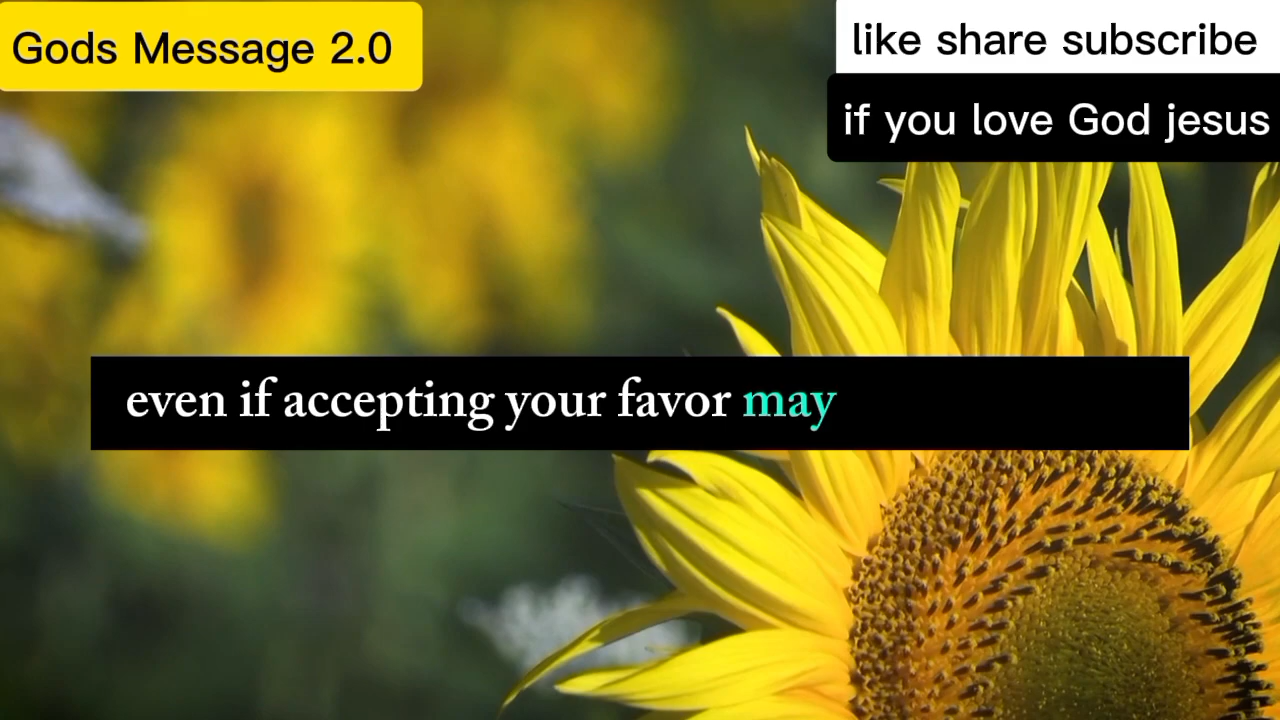 Gods Message 2.0
like share subscribe
if you love God jesus
even if accepting your favor may